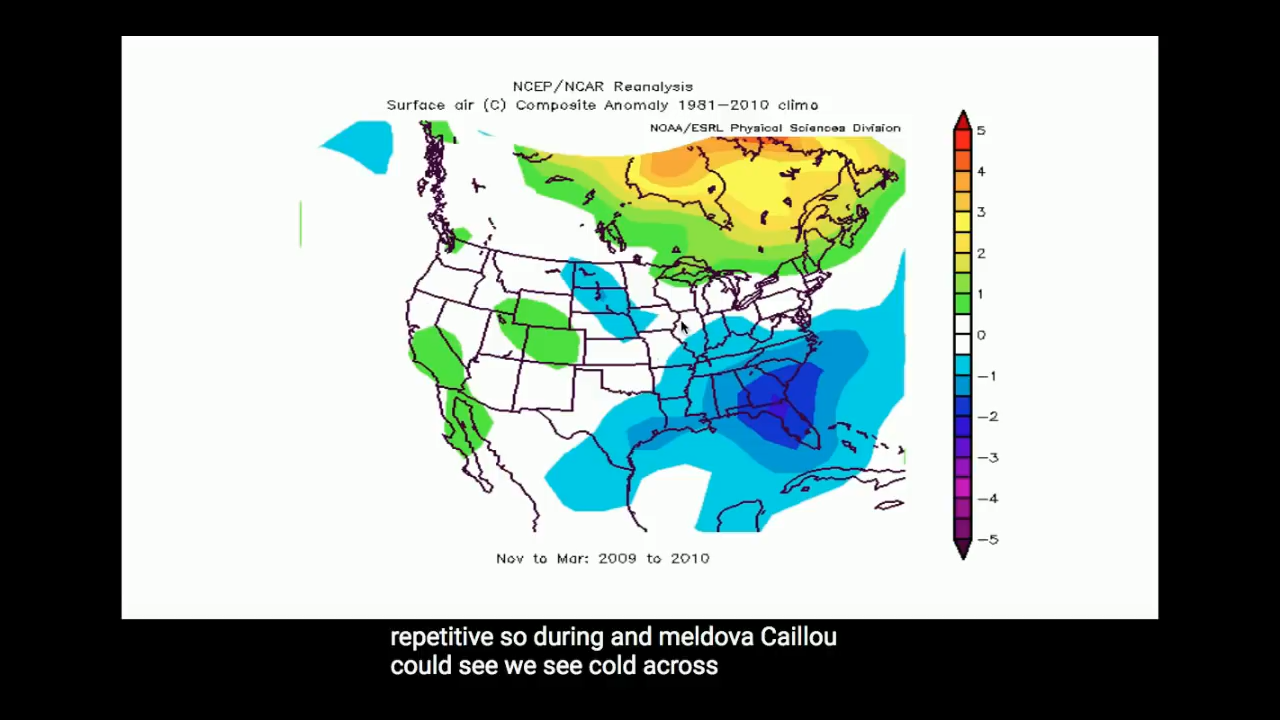 NCEP/NCAR Reanalysis
Surface air (C) Composite Anomaly 1981-2010 climo
NOAA/ESRL Physical Sciences Division
5
4
3
2
1
0
-1
-2
-3
-4
-5
Nov to Mar: 2009 to 2010
repetitive so during and meldova Caillou
could see we see cold across